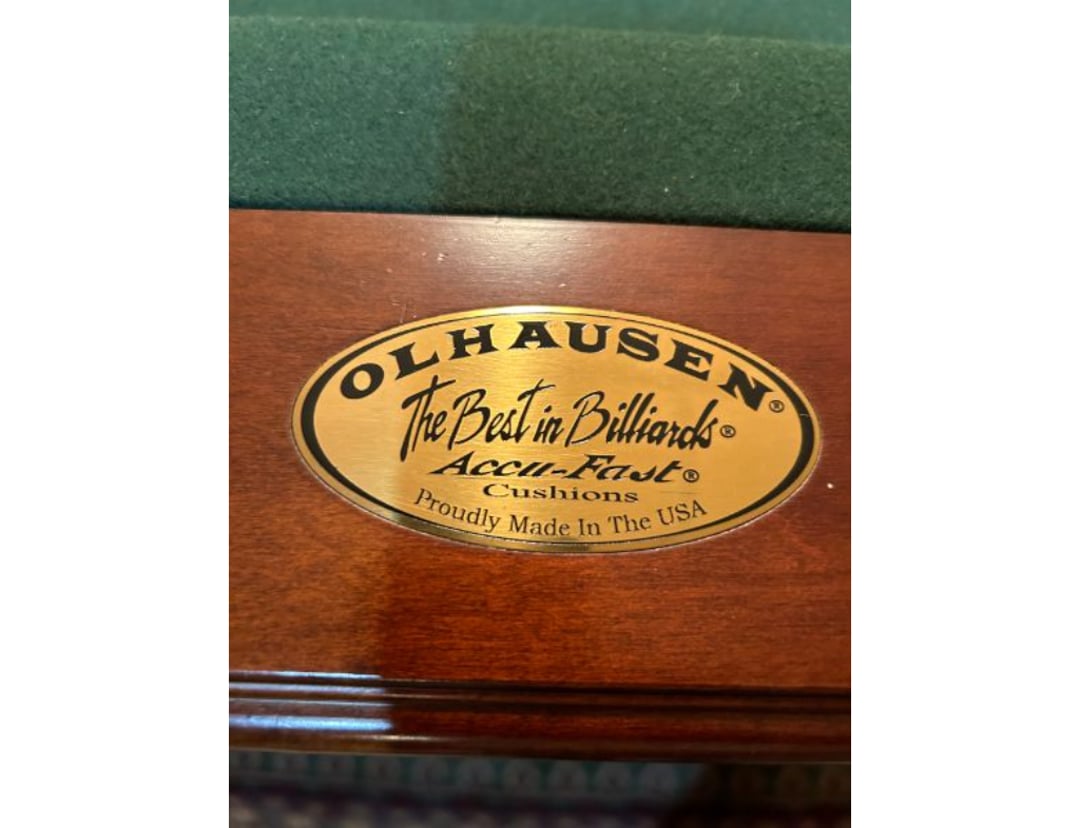 OLHAUSEN®
The Best in Billiards®
Accu-Fast®
Cushions
Proudly Made In The USA